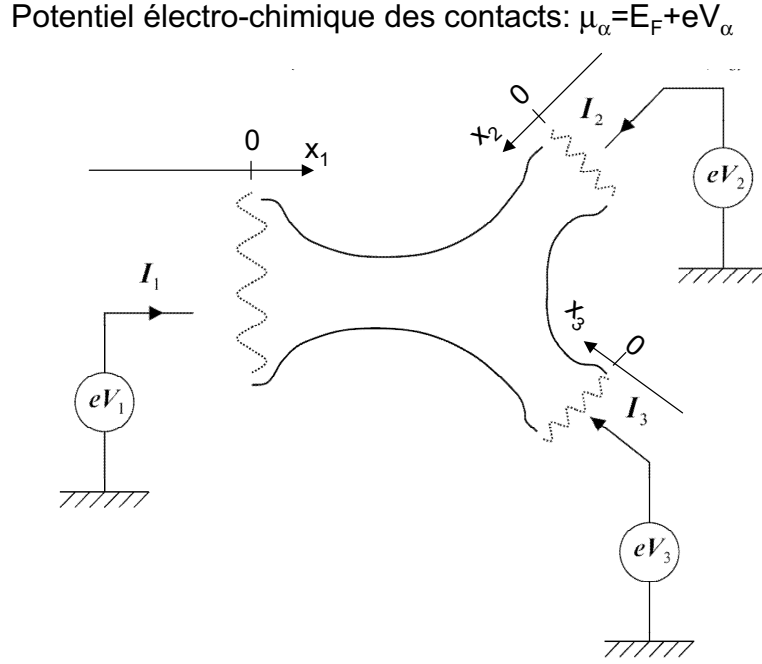 Potentiel électro-chimique des contacts: μα=E_F+eVα
0
I₂
x₂
0
x₁
eV₂
I₁
x₃
0
eV₁
I₃
eV₃